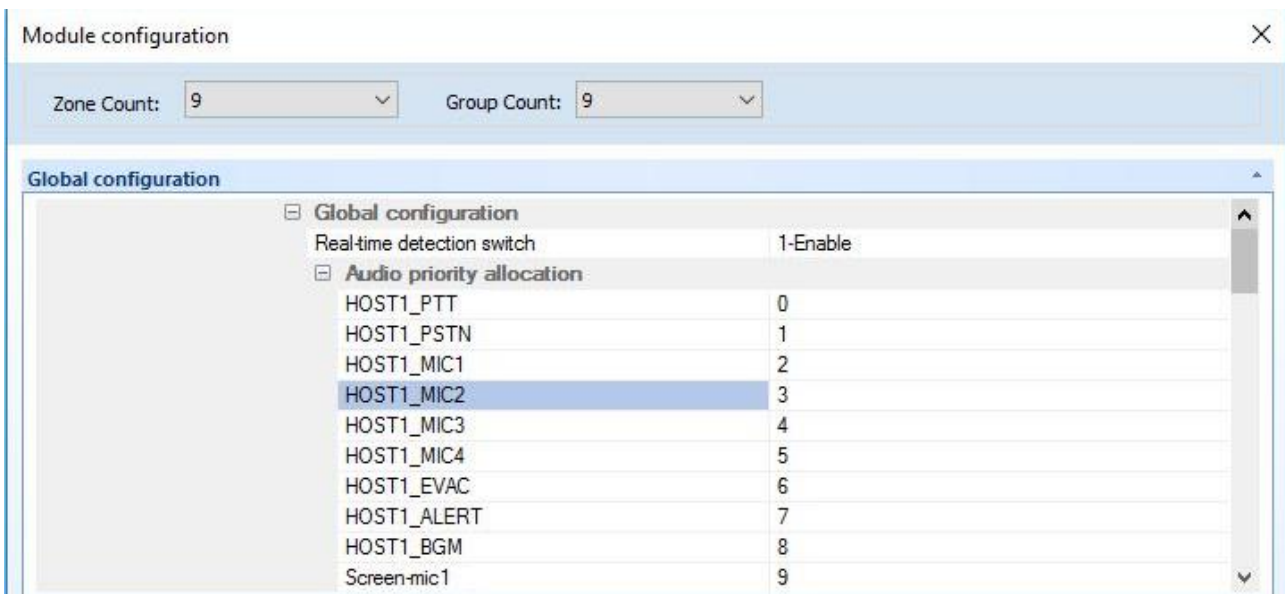 Module configuration
Zone Count: 9 Group Count: 9
Global configuration
Global configuration
Real-time detection switch 1-Enable
Audio priority allocation
HOST1_PTT 0
HOST1_PSTN 1
HOST1_MIC1 2
HOST1_MIC2 3
HOST1_MIC3 4
HOST1_MIC4 5
HOST1_EVAC 6
HOST1_ALERT 7
HOST1_BGM 8
Screen-mic1 9